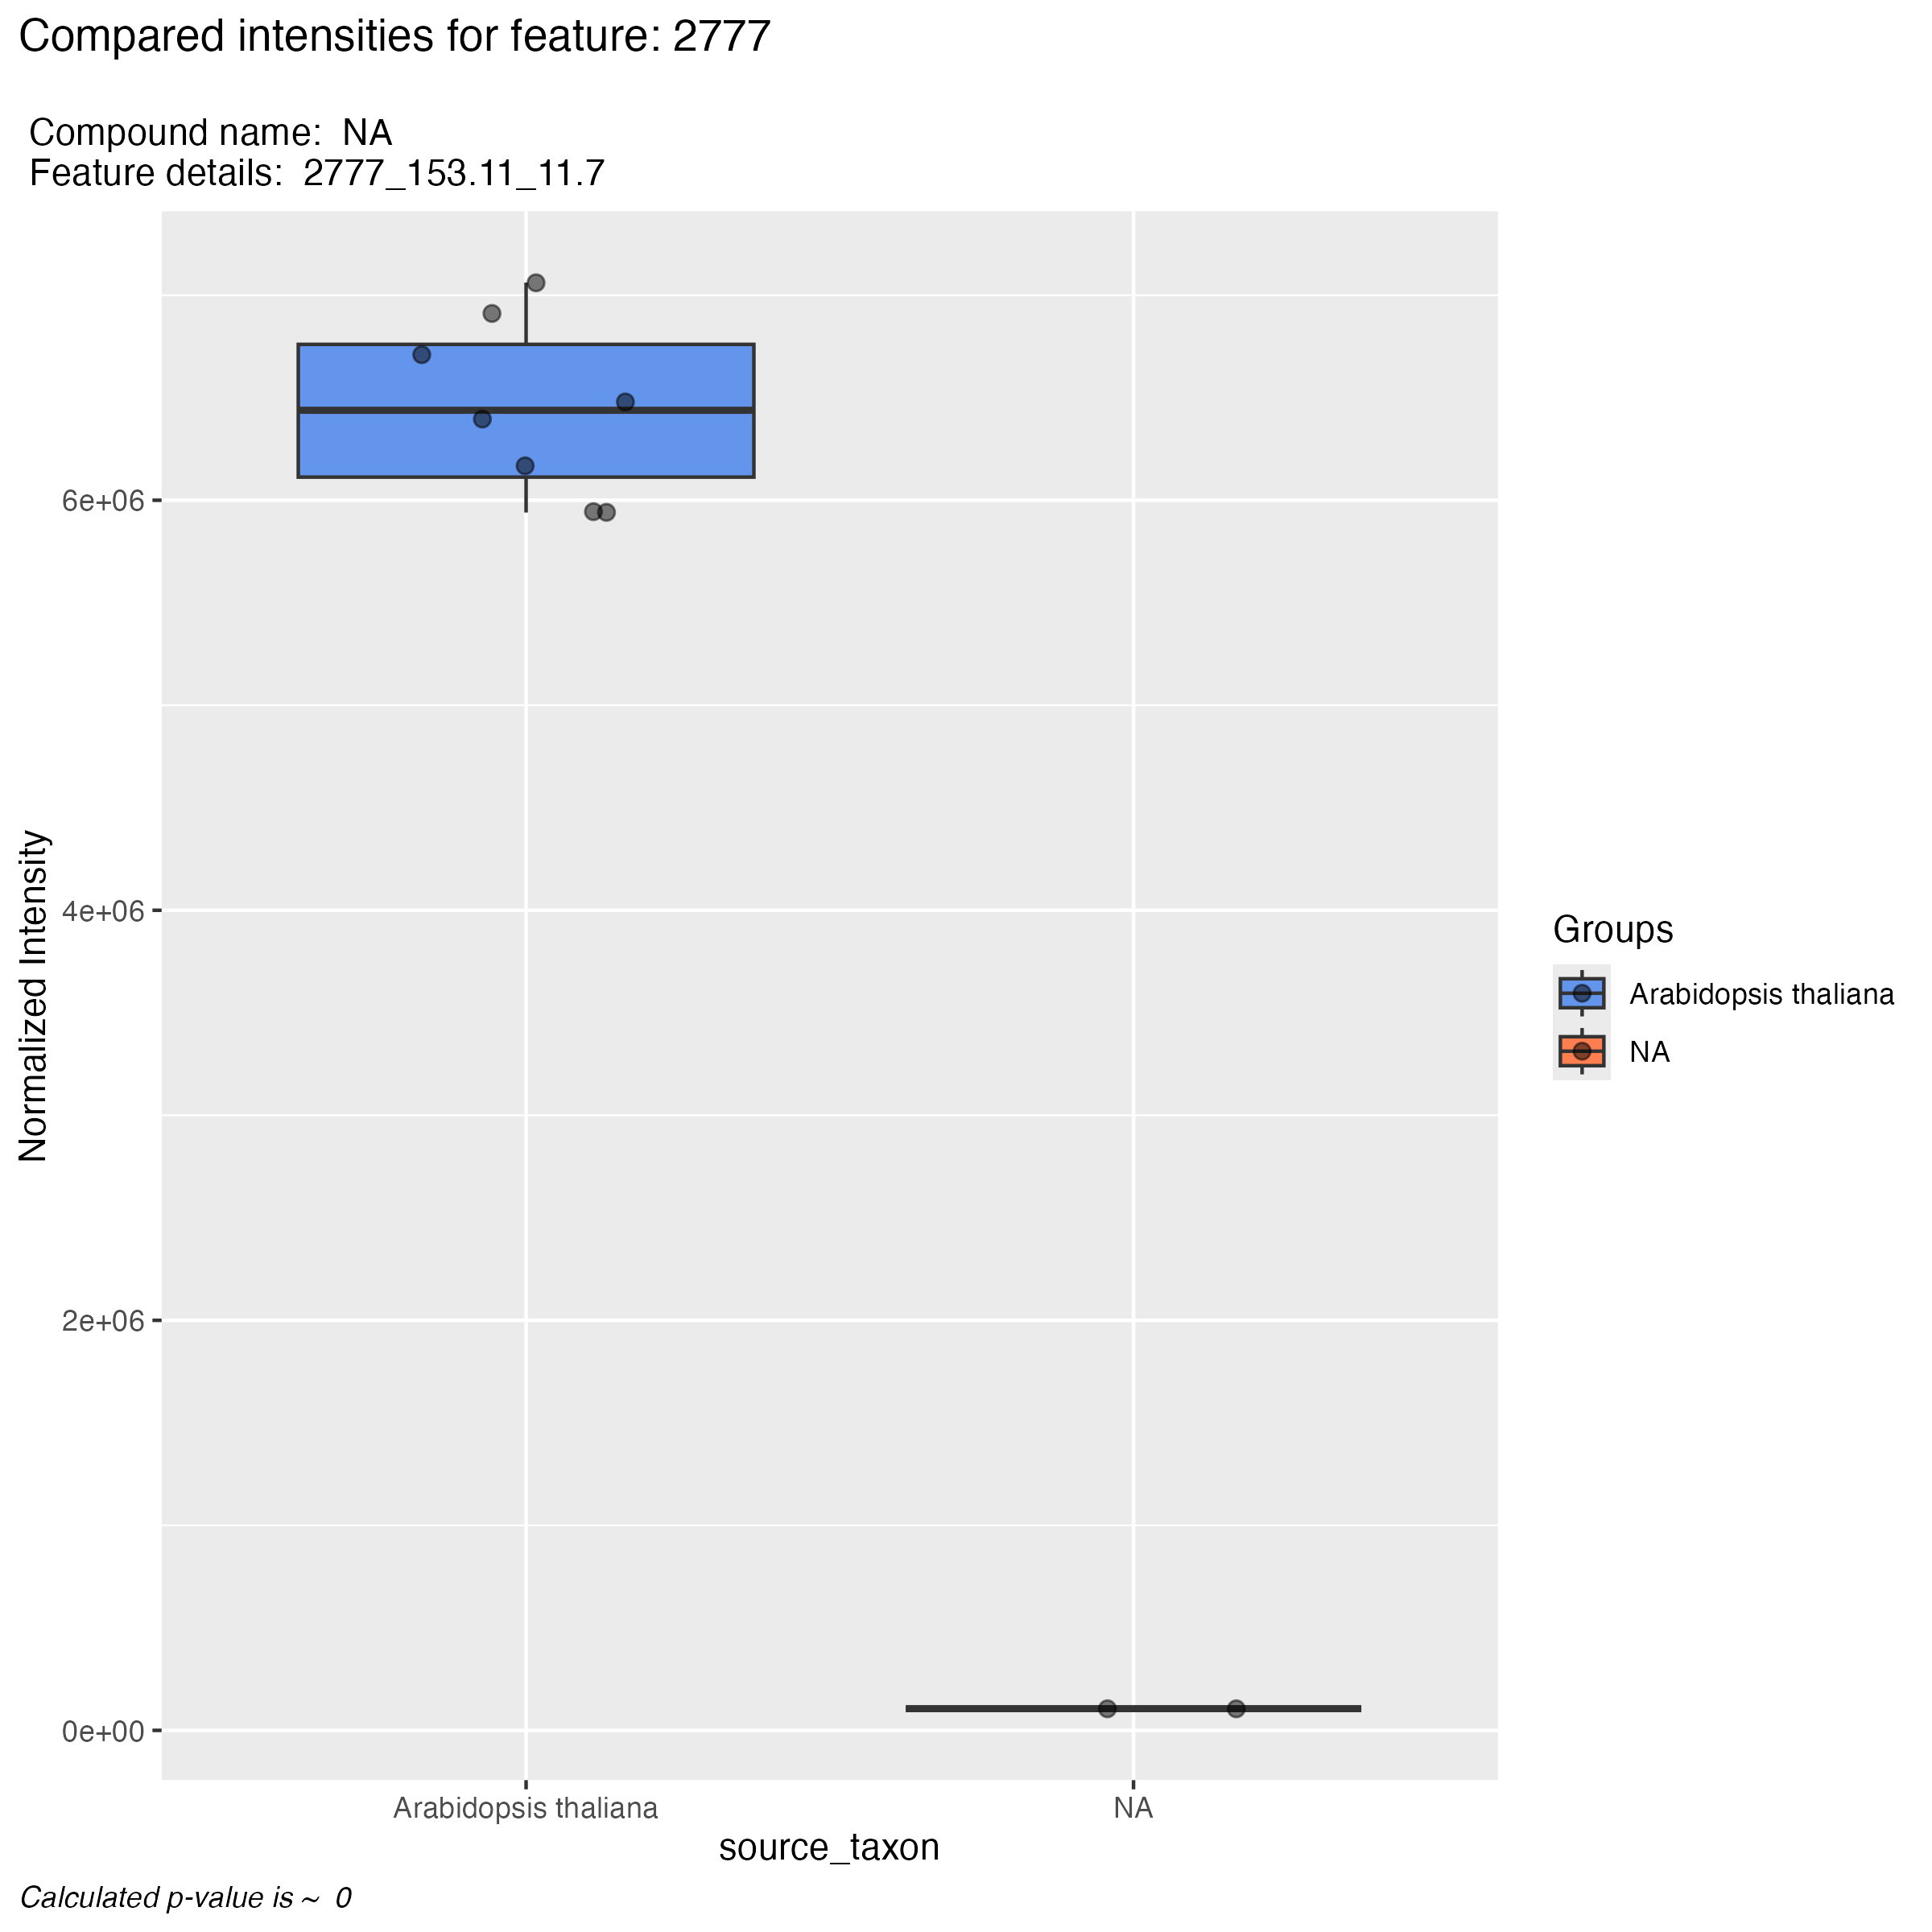 Compared intensities for feature: 2777
Compound name:  NA
Feature details:  2777_153.11_11.7
6e+06
4e+06
2e+06
0e+00
Normalized Intensity
Arabidopsis thaliana
NA
source_taxon
Groups
Arabidopsis thaliana
NA
Calculated p-value is ~  0